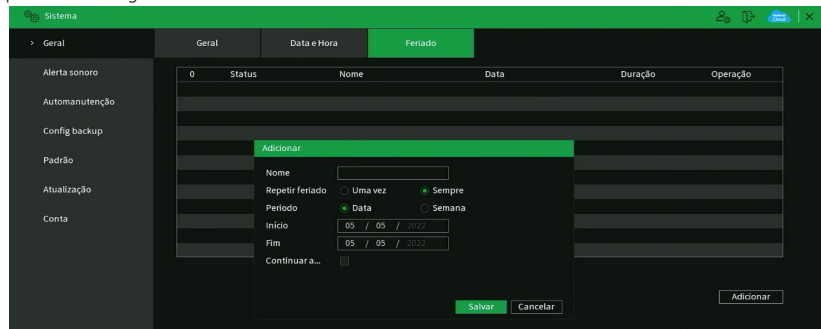 Sistema
Geral
Geral Data e Hora Feriado
Alerta sonoro
Automanutenção
Config backup
Padrão
Atualização
Conta
0 Status Nome Data Duração Operação
Adicionar
Nome
Repetir feriado Uma vez Sempre
Periodo Data Semana
Início 05 / 05 / 2022
Fim 05 / 05 / 2022
Continuar a...
Salvar Cancelar
Adicionar